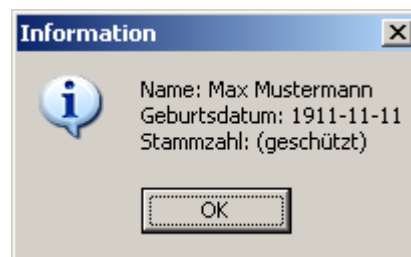 Information
Name: Max Mustermann
Geburtsdatum: 1911-11-11
Stammzahl: (geschützt)
OK